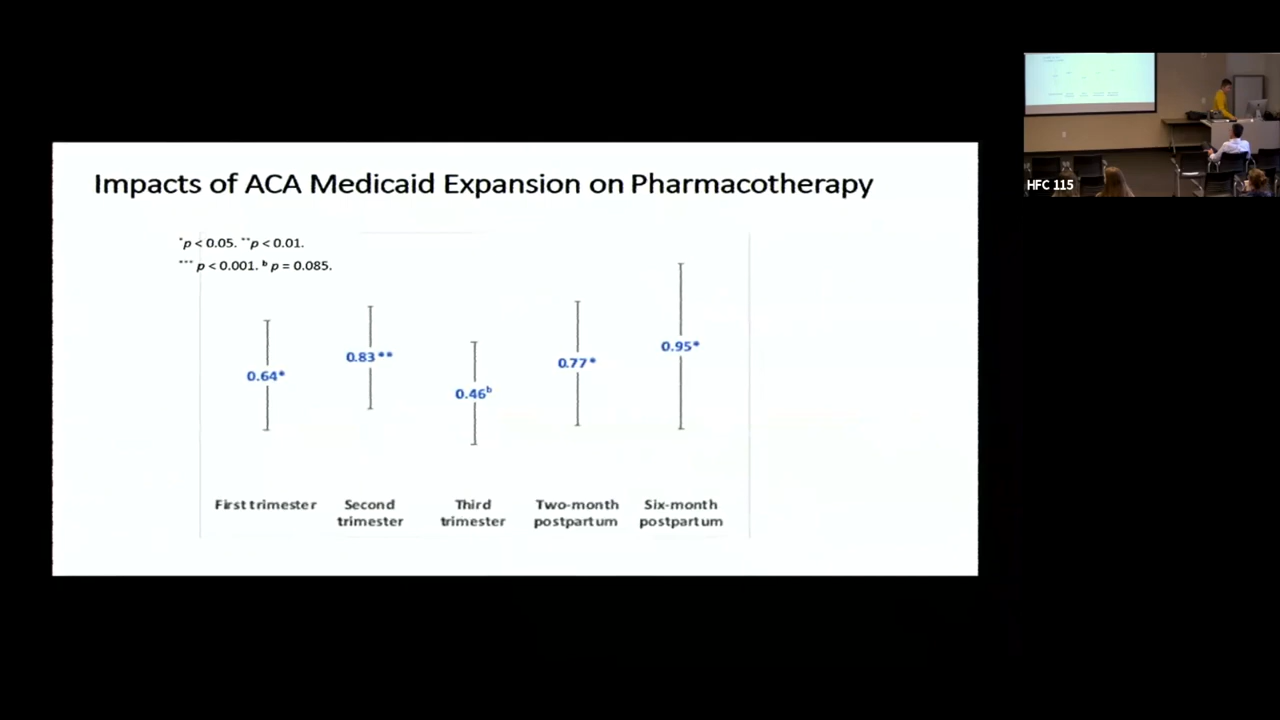 Impacts of ACA Medicaid Expansion on Pharmacotherapy
*p < 0.05. **p < 0.01.
*** p < 0.001. ᵇ p = 0.085.
0.64*
0.83**
0.46ᵇ
0.77*
0.95*
First trimester
Second
trimester
Third
trimester
Two-month
postpartum
Six-month
postpartum
HFC 115